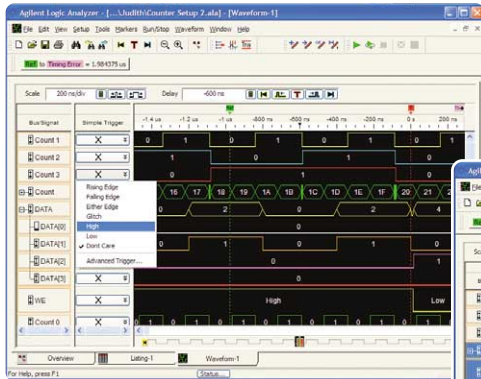 Agilent Logic Analyzer - [...\Judith\Counter Setup 7.ala] - [Waveform-1]
File Edit View Setup Tools Markers Run/Stop Waveform Window Help
Ref to Timing Error = 1.984375 us
Scale 200 ns/div Delay -600 ns
Bus/Signal Simple Trigger -1.4 us -1.2 us -1 us -800 ns -600 ns -400 ns -200 ns 0 s 200 ns
Count 1 X 0 1 0 1 0 1 0
Count 2 X 1 0 1 0
Count 3 X 0 1 0
Count 16 17 18 19 1A 1B 1C 1D 1E 1F 20 21
DATA 0 2 0 2 4
DATA[0] 0
DATA[1] 0 1 0 1 0
DATA[2] 0 1
DATA[3] X 0
Rising Edge
Falling Edge
Either Edge
Glitch
High
Low
Dont Care
Advanced Trigger...
WE X High Low
Count 0 X 0 1 0 1 0 1 0 1 0 1 0 1 0
Overview Listing-1 Waveform-1
For Help, press F1 Status...